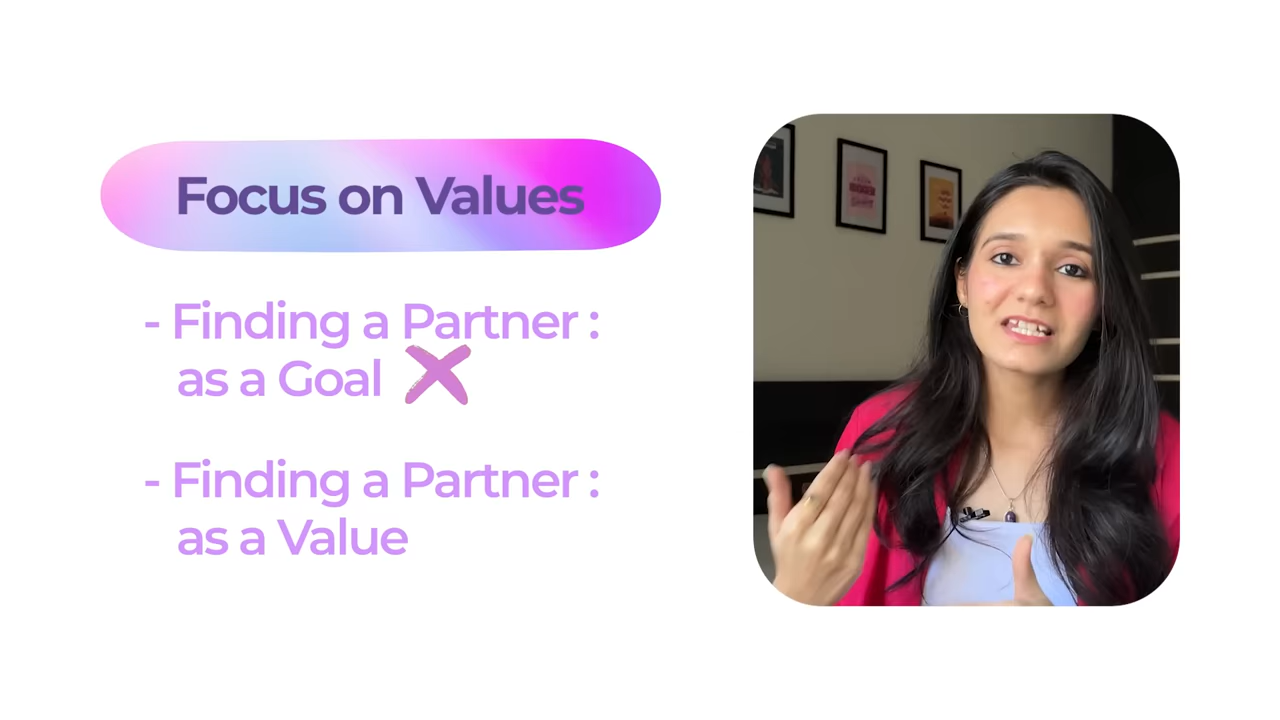 Focus on Values
- Finding a Partner :
as a Goal
- Finding a Partner :
as a Value